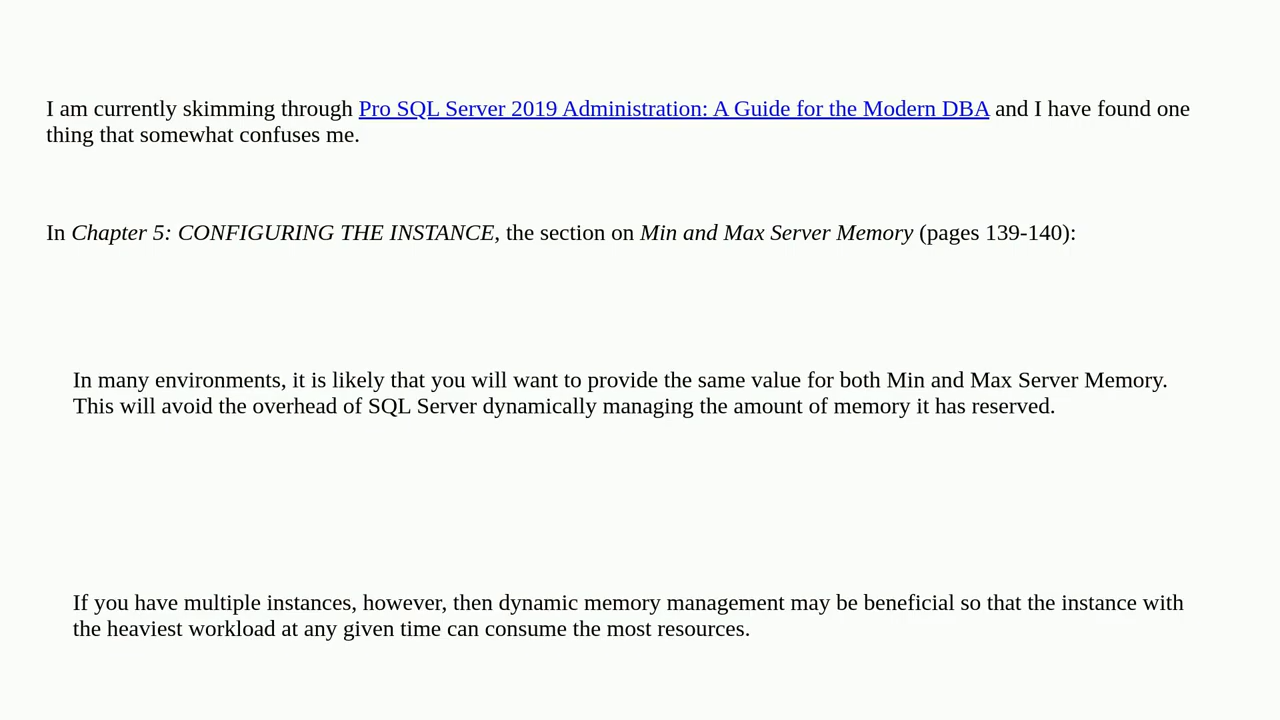 I am currently skimming through Pro SQL Server 2019 Administration: A Guide for the Modern DBA and I have found one
thing that somewhat confuses me.
In Chapter 5: CONFIGURING THE INSTANCE, the section on Min and Max Server Memory (pages 139-140):
In many environments, it is likely that you will want to provide the same value for both Min and Max Server Memory.
This will avoid the overhead of SQL Server dynamically managing the amount of memory it has reserved.
If you have multiple instances, however, then dynamic memory management may be beneficial so that the instance with
the heaviest workload at any given time can consume the most resources.